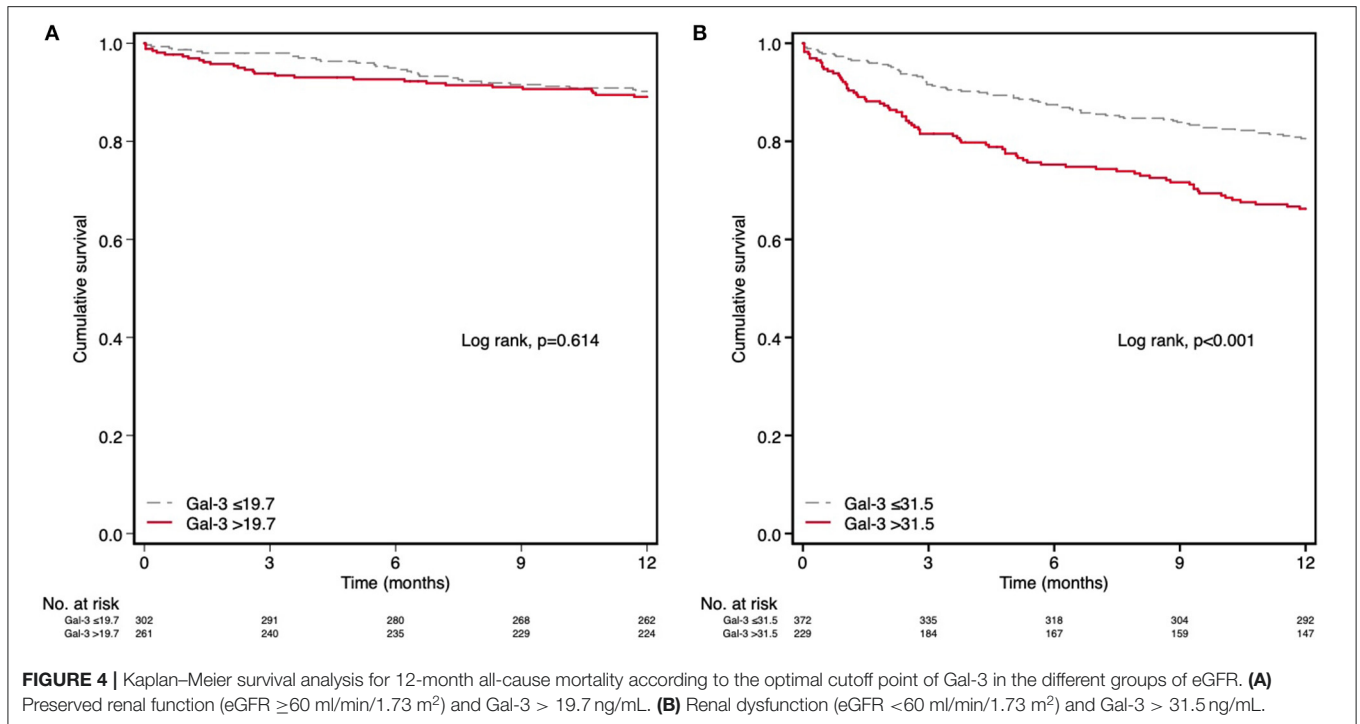 A
1.0
0.8
0.6
0.4
0.2
0.0
Cumulative survival
Log rank, p=0.614
Gal-3 ≤19.7
Gal-3 >19.7
0 3 6 9 12
Time (months)
No. at risk
Gal-3 ≤19.7 302 291 280 268 262
Gal-3 >19.7 261 240 235 229 224
B
1.0
0.8
0.6
0.4
0.2
0.0
Cumulative survival
Log rank, p<0.001
Gal-3 ≤31.5
Gal-3 >31.5
0 3 6 9 12
Time (months)
No. at risk
Gal-3 ≤31.5 372 335 318 304 292
Gal-3 >31.5 229 184 167 159 147
FIGURE 4 | Kaplan–Meier survival analysis for 12-month all-cause mortality according to the optimal cutoff point of Gal-3 in the different groups of eGFR. (A)
Preserved renal function (eGFR ≥60 ml/min/1.73 m²) and Gal-3 > 19.7 ng/mL. (B) Renal dysfunction (eGFR <60 ml/min/1.73 m²) and Gal-3 > 31.5 ng/mL.